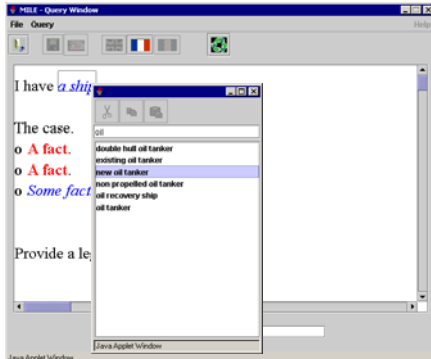 MILE - Query Window
File Query Help
I have a ship
oil
The case.
double hull oil tanker
o A fact.
existing oil tanker
o A fact.
new oil tanker
non propelled oil tanker
o Some fact
oil recovery ship
oil tanker
Provide a le
Java Applet Window
Java Applet Window